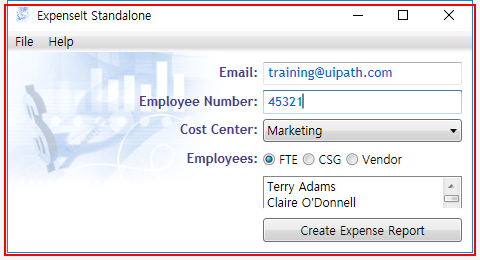 ExpenseIt Standalone
File Help
Email: training@uipath.com
Employee Number: 45321
Cost Center: Marketing
Employees: FTE CSG Vendor
Terry Adams
Claire O'Donnell
Create Expense Report